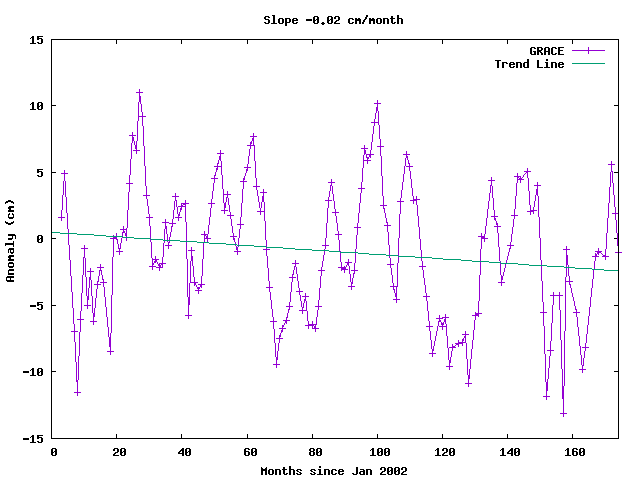 Slope -0.02 cm/month
GRACE
Trend Line
Anomaly (cm)
15
10
5
0
-5
-10
-15
0 20 40 60 80 100 120 140 160
Months since Jan 2002